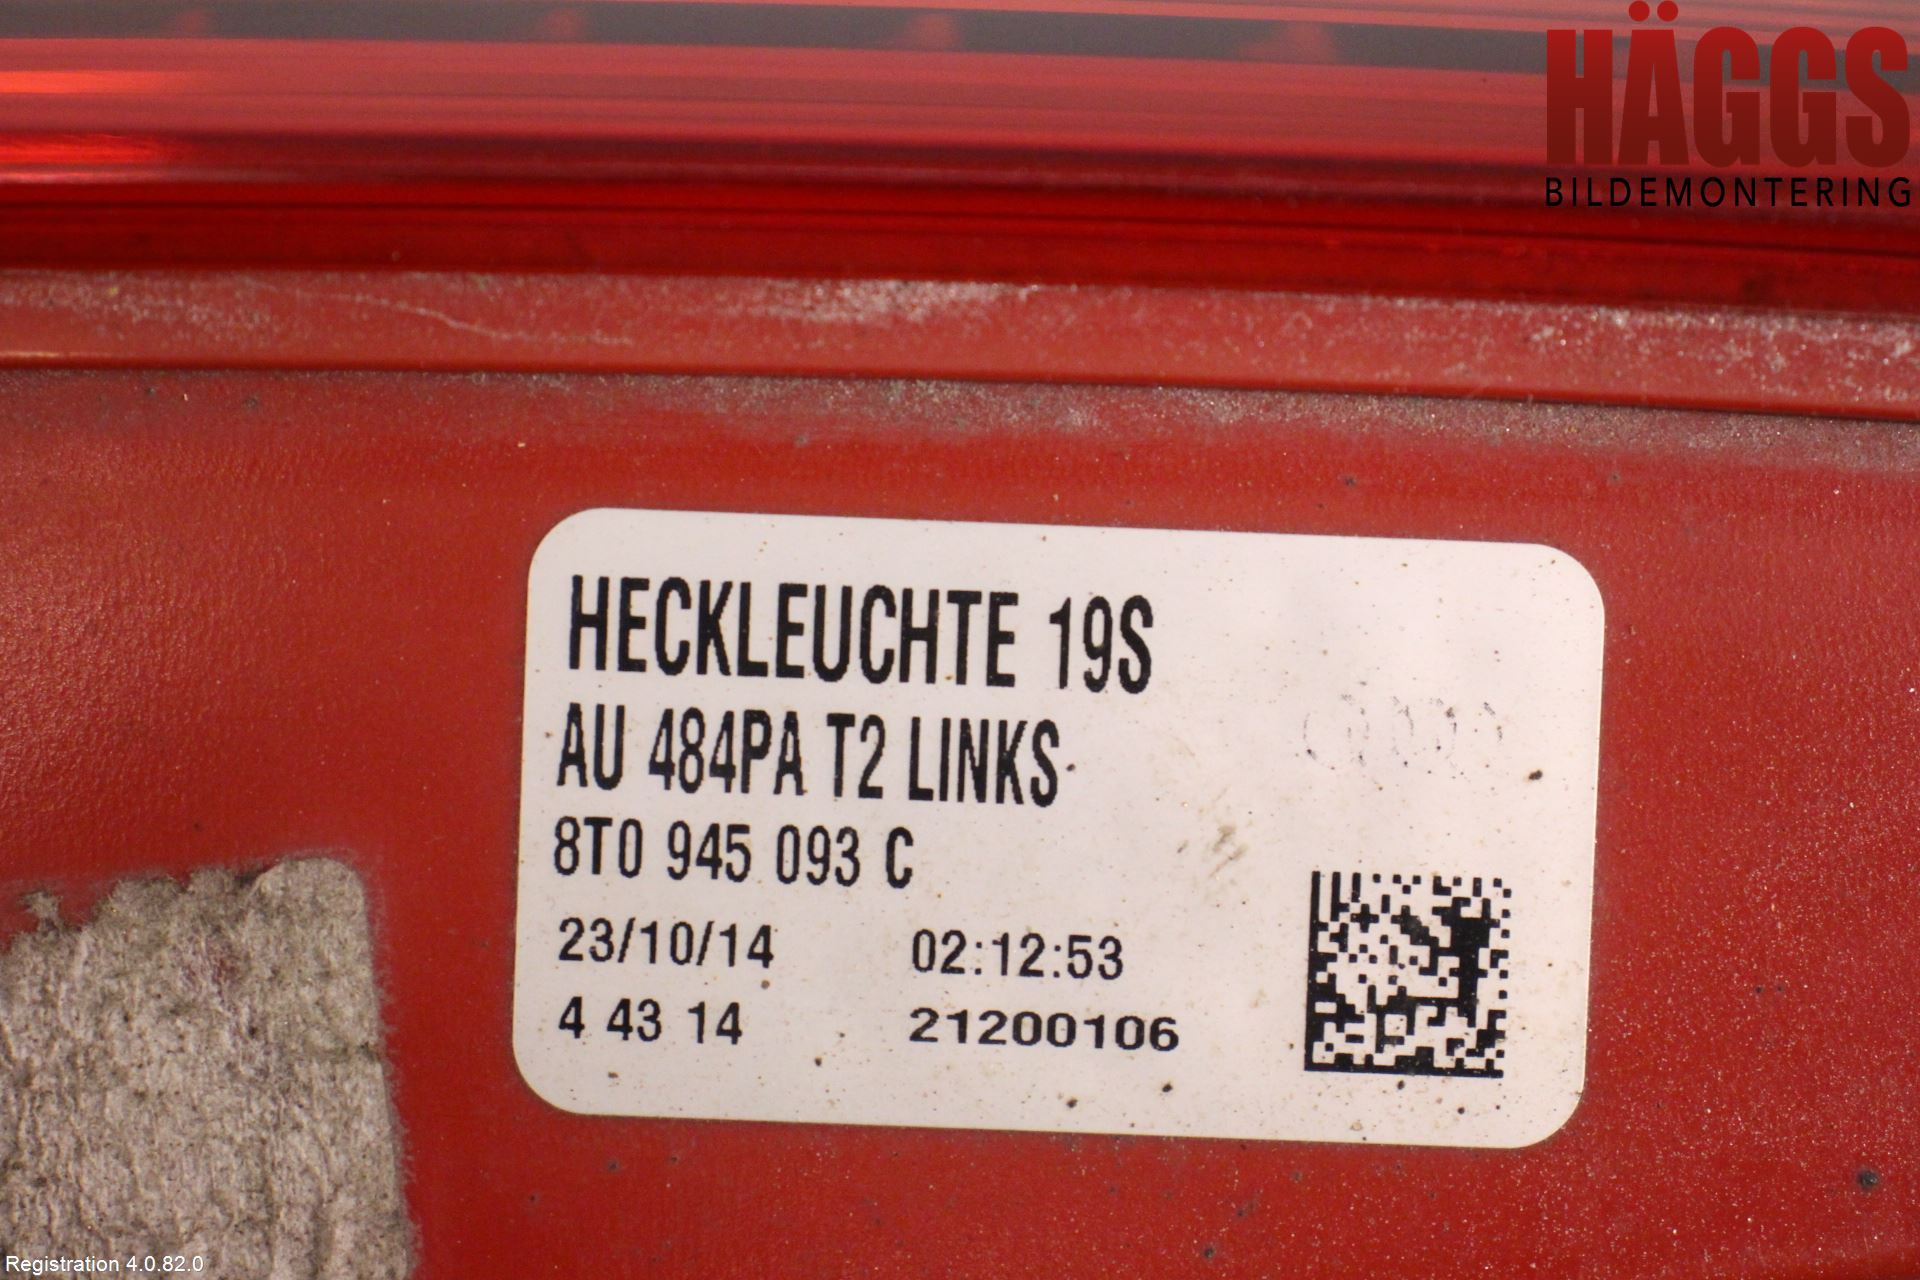 HÄGGS
BILDEMONTERING
HECKLEUCHTE 19S
AU 484PA T2 LINKS
8T0 945 093 C
23/10/14 02:12:53
4 43 14 21200106
Registration 4.0.82.0